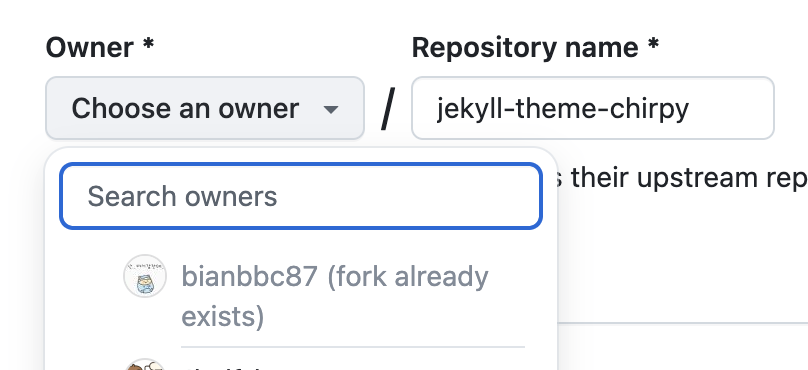 Owner *
Repository name *
Choose an owner
/
jekyll-theme-chirpy
Search owners
their upstream rep
bianbbc87 (fork already
exists)